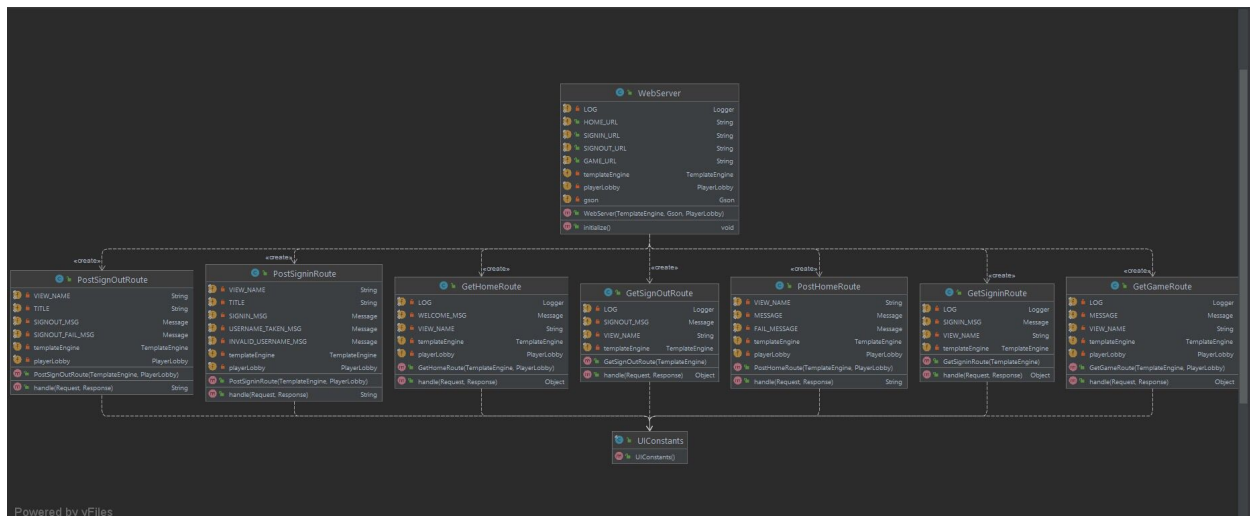 WebServer
LOG Logger
HOME_URL String
SIGNIN_URL String
SIGNOUT_URL String
GAME_URL String
templateEngine TemplateEngine
playerLobby PlayerLobby
gson Gson
WebServer(TemplateEngine, Gson, PlayerLobby)
initialize() void
«create»
«create»
«create»
«create»
«create»
«create»
«create»
PostSignOutRoute
VIEW_NAME String
TITLE String
SIGNOUT_MSG Message
SIGNOUT_FAIL_MSG Message
templateEngine TemplateEngine
playerLobby PlayerLobby
PostSignOutRoute(TemplateEngine, PlayerLobby)
handle(Request, Response) String
PostSigninRoute
VIEW_NAME String
TITLE String
SIGNIN_MSG Message
USERNAME_TAKEN_MSG Message
INVALID_USERNAME_MSG Message
templateEngine TemplateEngine
playerLobby PlayerLobby
PostSigninRoute(TemplateEngine, PlayerLobby)
handle(Request, Response) String
GetHomeRoute
LOG Logger
WELCOME_MSG Message
VIEW_NAME String
templateEngine TemplateEngine
playerLobby PlayerLobby
GetHomeRoute(TemplateEngine, PlayerLobby)
handle(Request, Response) Object
GetSignOutRoute
LOG Logger
SIGNOUT_MSG Message
VIEW_NAME String
templateEngine TemplateEngine
GetSignOutRoute(TemplateEngine)
handle(Request, Response) Object
PostHomeRoute
VIEW_NAME String
MESSAGE Message
FAIL_MESSAGE Message
templateEngine TemplateEngine
playerLobby PlayerLobby
PostHomeRoute(TemplateEngine, PlayerLobby)
handle(Request, Response) String
GetSigninRoute
LOG Logger
SIGNIN_MSG Message
VIEW_NAME String
templateEngine TemplateEngine
GetSigninRoute(TemplateEngine)
handle(Request, Response) Object
GetGameRoute
LOG Logger
MESSAGE Message
VIEW_NAME String
templateEngine TemplateEngine
playerLobby PlayerLobby
GetGameRoute(TemplateEngine, PlayerLobby)
handle(Request, Response) Object
UIConstants
UIConstants()
Powered by yFiles